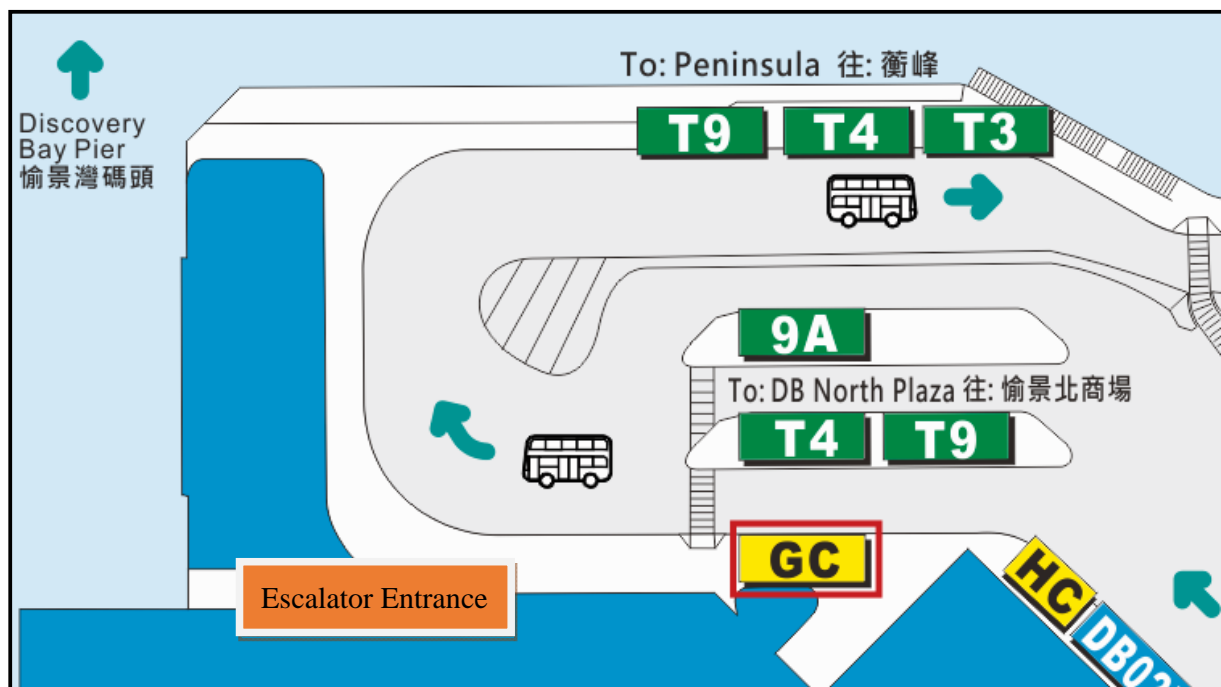 To: Peninsula 往: 蘅峰
Discovery
Bay Pier
愉景灣碼頭
T9 T4 T3
9A
To: DB North Plaza 往: 愉景北商場
T4 T9
GC
Escalator Entrance
HC